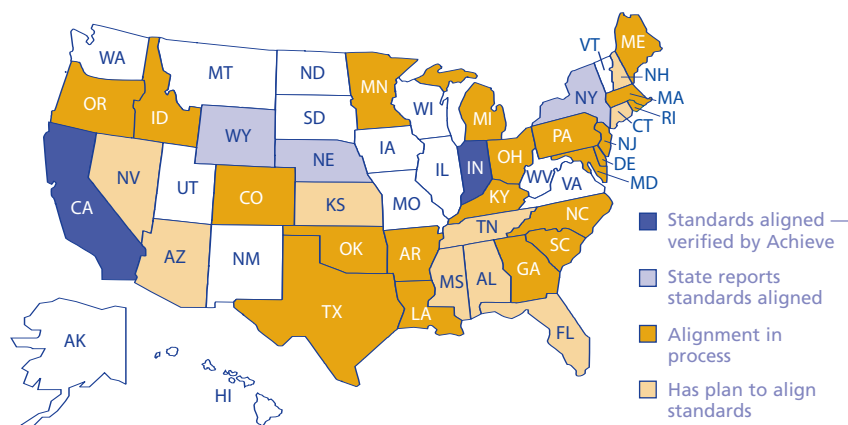 WA
MT
ND
MN
VT
ME
OR
ID
SD
WI
MI
NY
NH
MA
RI
CT
WY
IA
NE
PA
NJ
DE
MD
NV
UT
CO
IL
IN
OH
WV
VA
CA
KS
MO
KY
NC
TN
AZ
NM
OK
AR
SC
MS
AL
GA
TX
LA
FL
AK
HI
Standards aligned —
verified by Achieve
State reports
standards aligned
Alignment in
process
Has plan to align
standards